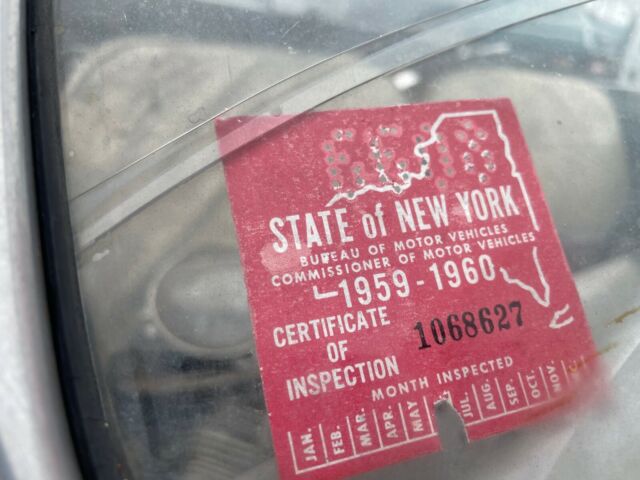 STATE of NEW YORK
BUREAU OF MOTOR VEHICLES
COMMISSIONER OF MOTOR VEHICLES
1959-1960
CERTIFICATE
OF
INSPECTION
1068627
MONTH INSPECTED
JAN. FEB. MAR. APR. MAY JUL. AUG. SEP. OCT. NOV.